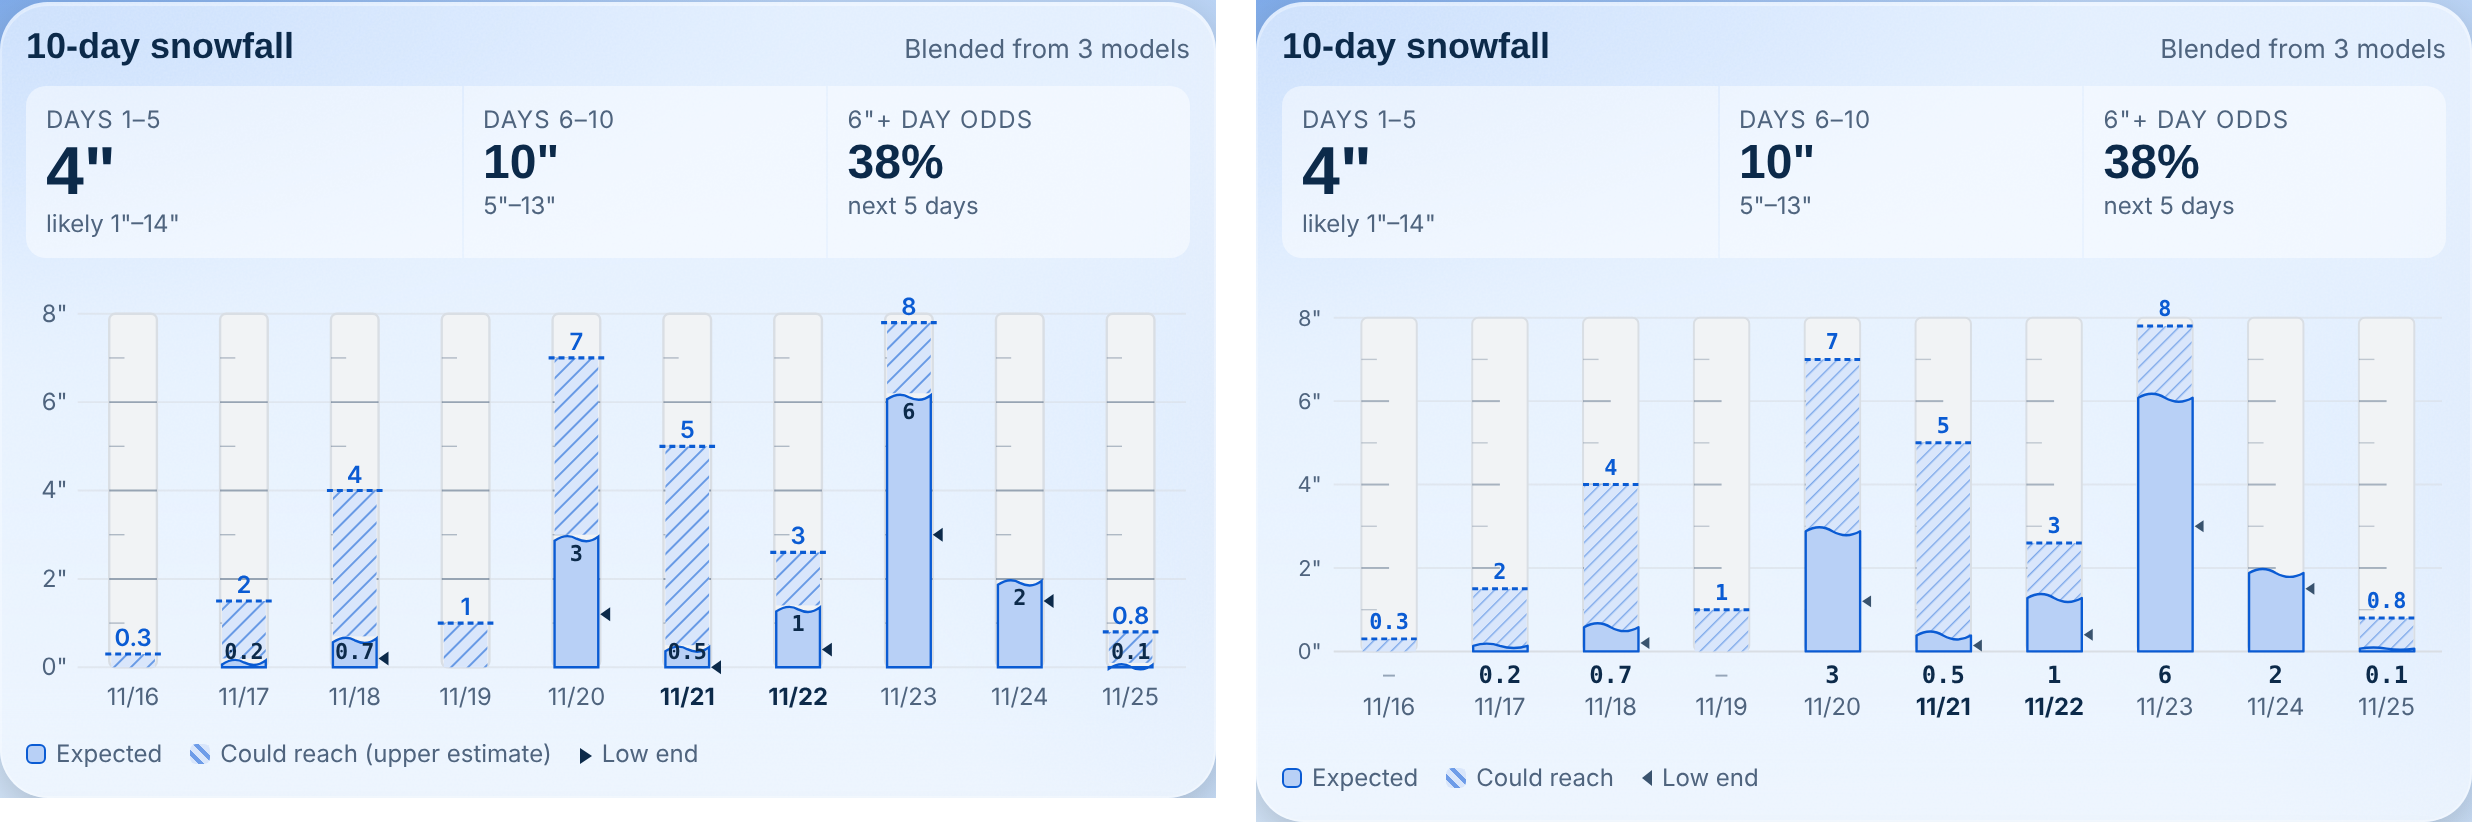 10-day snowfall
Blended from 3 models
DAYS 1–5
4"
likely 1"–14"
DAYS 6–10
10"
5"–13"
6"+ DAY ODDS
38%
next 5 days
8"
6"
4"
2"
0"
0.3
2
0.2
4
0.7
1
7
3
5
0.5
3
1
8
6
2
0.8
0.1
11/16 11/17 11/18 11/19 11/20 11/21 11/22 11/23 11/24 11/25
Expected Could reach (upper estimate) Low end
10-day snowfall
Blended from 3 models
DAYS 1–5
4"
likely 1"–14"
DAYS 6–10
10"
5"–13"
6"+ DAY ODDS
38%
next 5 days
8"
6"
4"
2"
0"
0.3
2
4
1
7
5
3
8
0.8
– 0.2 0.7 – 3 0.5 1 6 2 0.1
11/16 11/17 11/18 11/19 11/20 11/21 11/22 11/23 11/24 11/25
Expected Could reach Low end